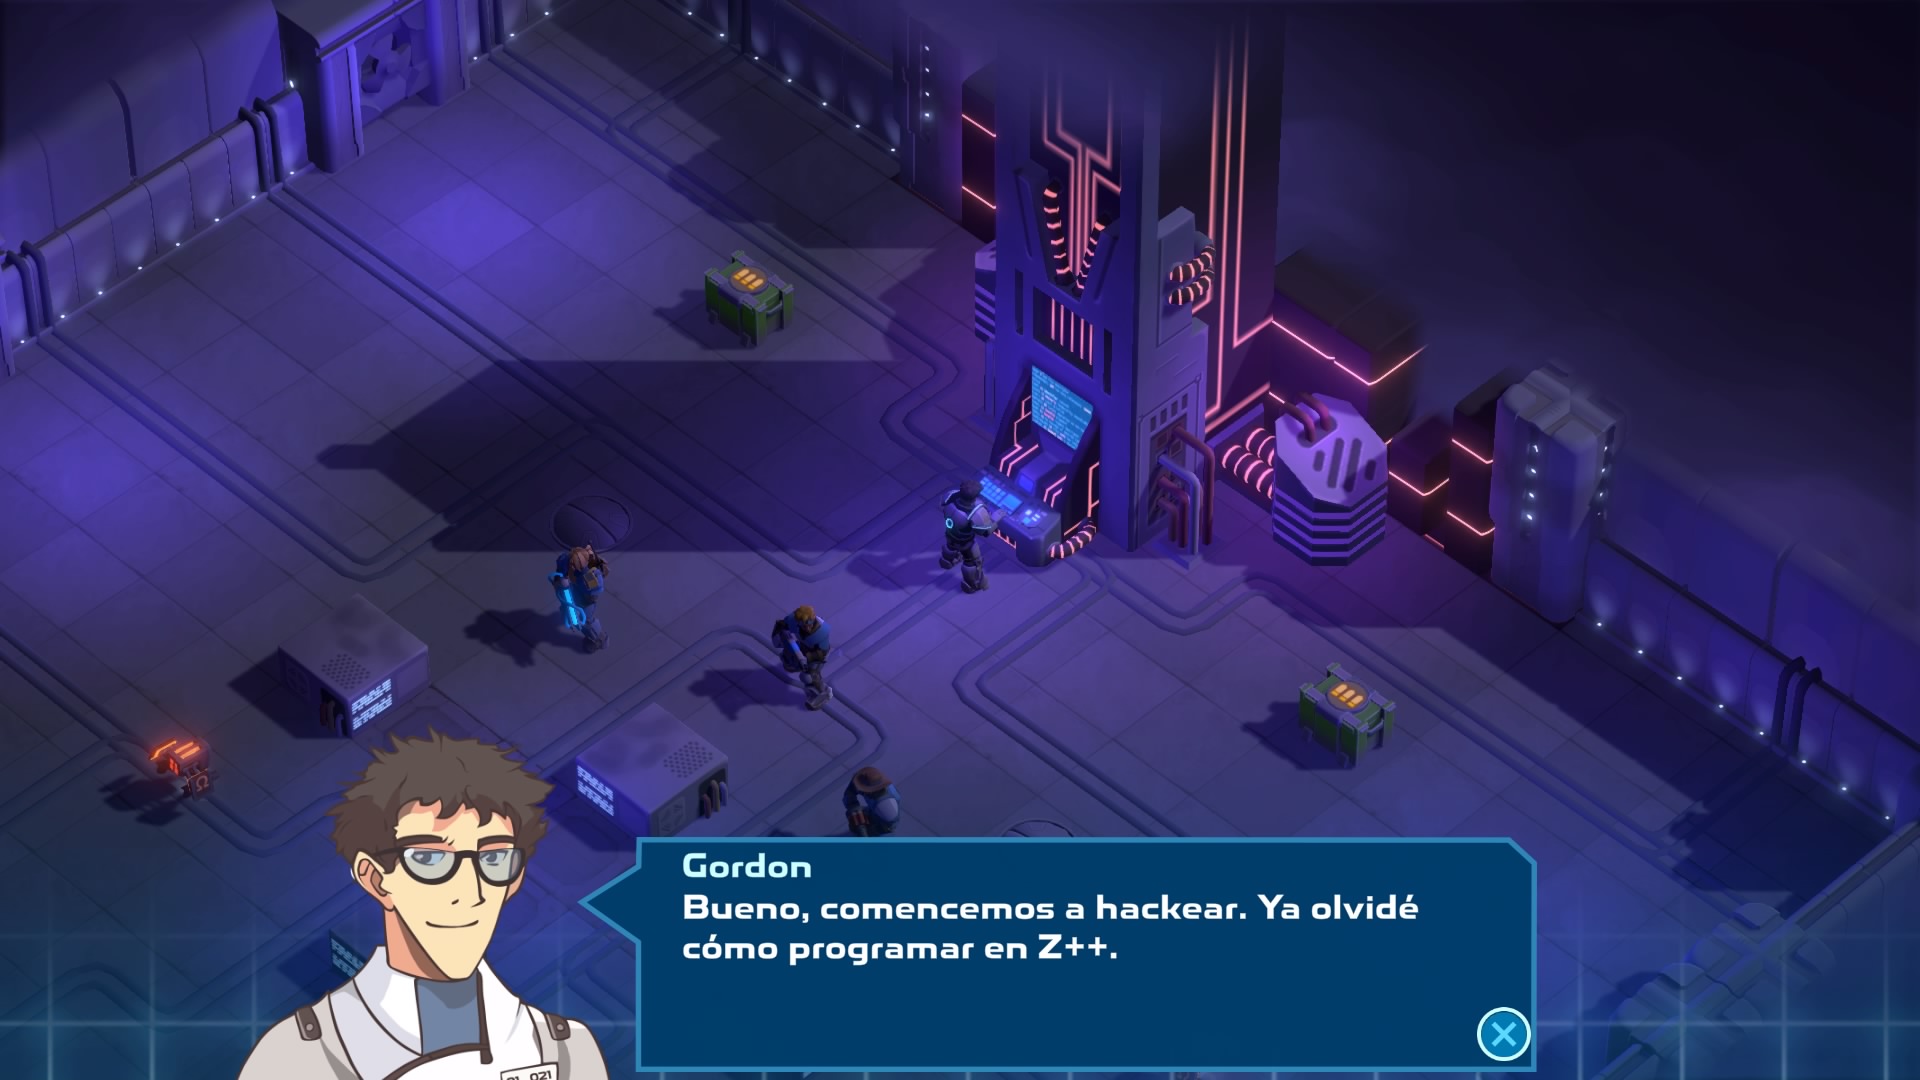 Gordon
Bueno, comencemos a hackear. Ya olvidé
cómo programar en Z++.